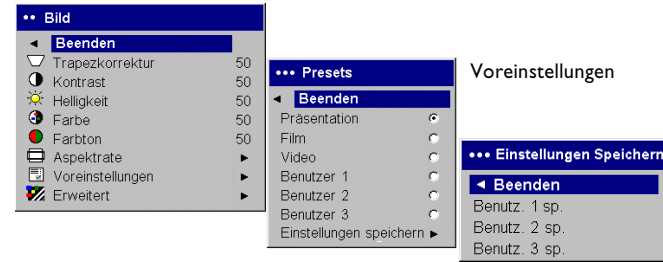 •• Bild
◄ Beenden
Trapezkorrektur 50
Kontrast 50
Helligkeit 50
Farbe 50
Farbton 50
Aspektrate ►
Voreinstellungen ►
Erweitert ►
••• Presets
◄ Beenden
Präsentation
Film
Video
Benutzer 1
Benutzer 2
Benutzer 3
Einstellungen speichern ►
Voreinstellungen
••• Einstellungen Speichern
◄ Beenden
Benutz. 1 sp.
Benutz. 2 sp.
Benutz. 3 sp.